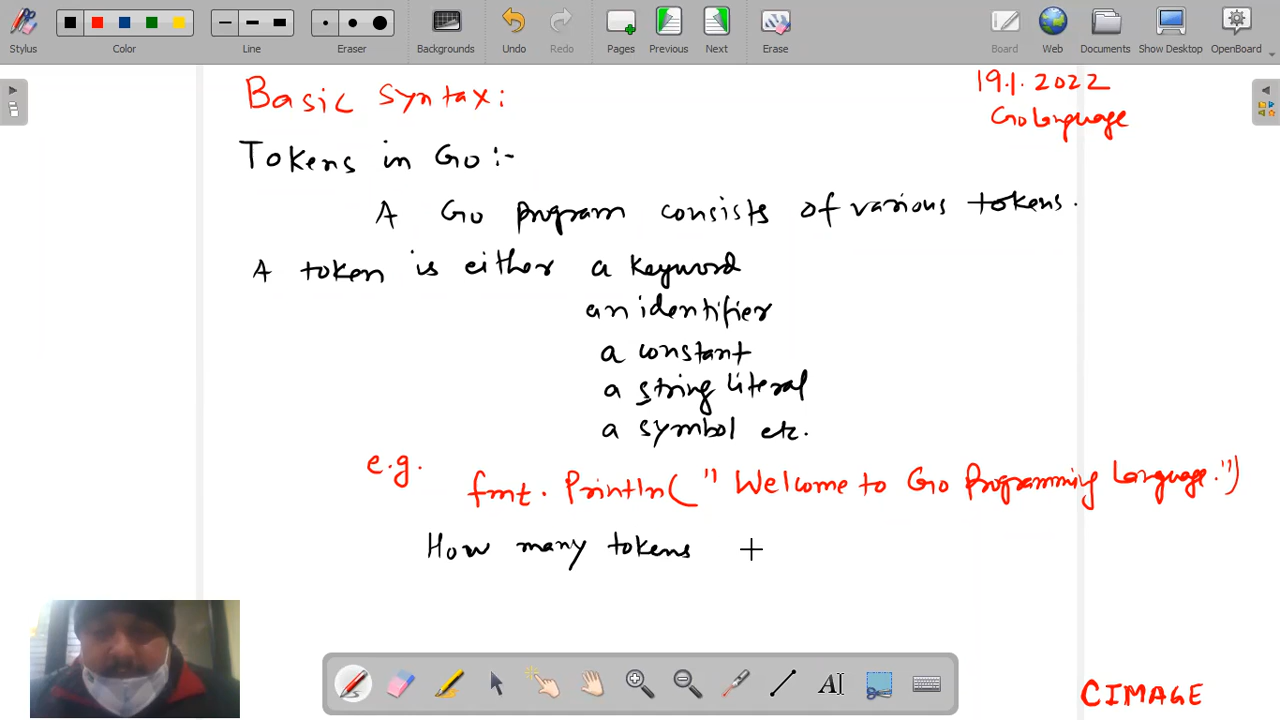 Stylus Color Line Eraser Backgrounds Undo Redo Pages Previous Next Erase Board Web Documents Show Desktop OpenBoard
Basic Syntax:
19.1.2022
Go Language
Tokens in Go :-
A Go program consists of various tokens.
A token is either a keyword
an identifier
a constant
a string literal
a symbol etc.
e.g. fmt.Println("Welcome to Go Programming Language.")
How many tokens
CIMAGE